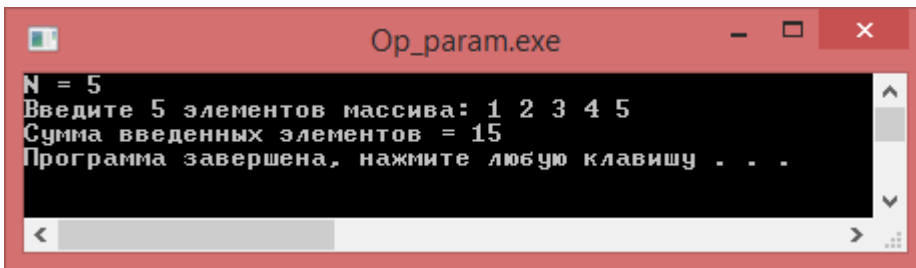 Op_param.exe
N = 5
Введите 5 элементов массива: 1 2 3 4 5
Сумма введенных элементов = 15
Программа завершена, нажмите любую клавишу . . .